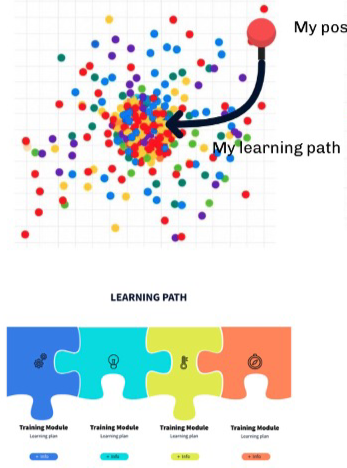 My pos
My learning path
LEARNING PATH
Training Module Training Module Training Module Training Module
Learning plan Learning plan Learning plan Learning plan
+ Info + Info + Info + Info